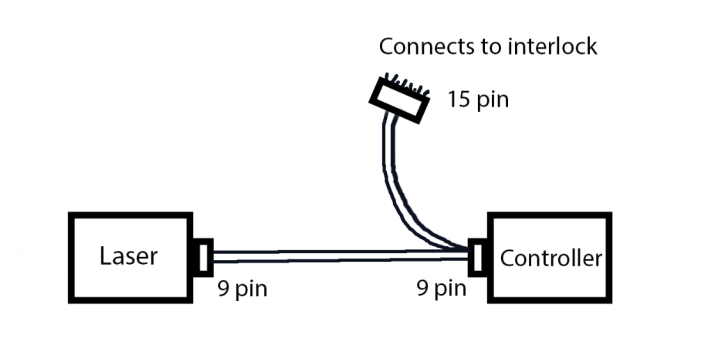 Connects to interlock
15 pin
Laser
Controller
9 pin
9 pin